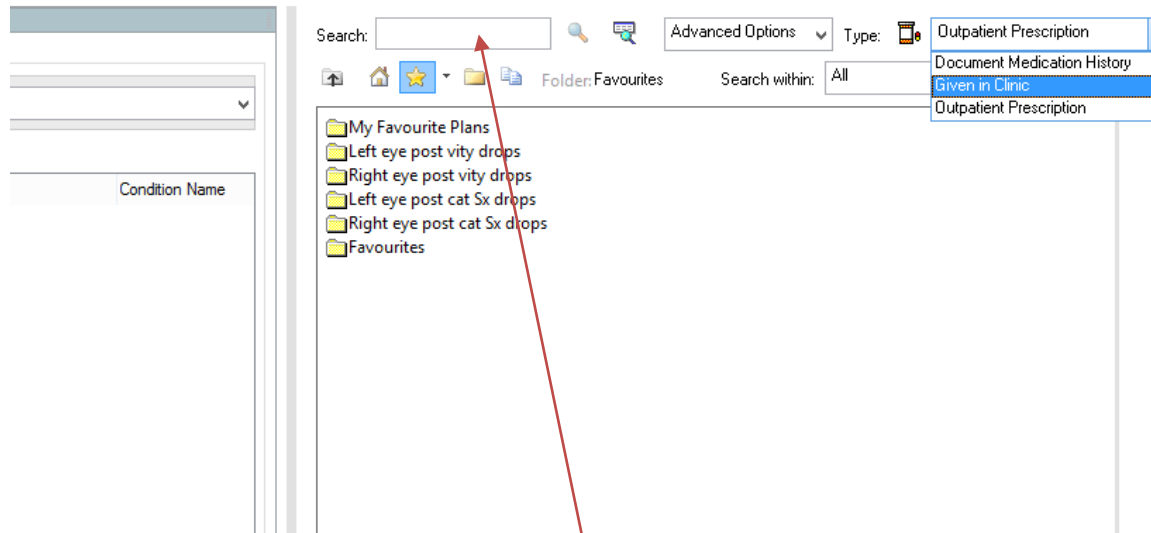 Search: Advanced Options Type: Outpatient Prescription
Document Medication History
Given in Clinic
Outpatient Prescription
Folder: Favourites Search within: All
My Favourite Plans
Left eye post vity drops
Right eye post vity drops
Left eye post cat Sx drops
Right eye post cat Sx drops
Favourites
Condition Name